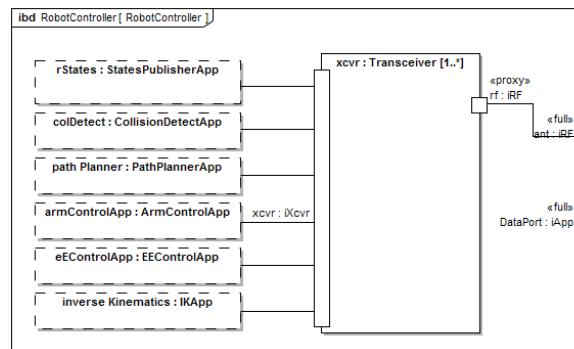 ibd RobotController [ RobotController ]
rStates : StatesPublisherApp
xcvr : Transceiver [1..*]
«proxy»
rf : iRF
colDetect : CollisionDetectApp
«full»
ant : iRF
path Planner : PathPlannerApp
armControlApp : ArmControlApp
xcvr : iXcvr
«full»
DataPort : iApp
eEControlApp : EEControlApp
inverse Kinematics : IKApp